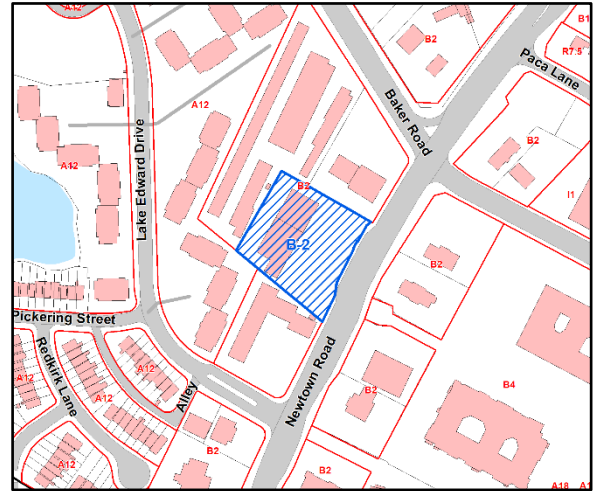 A12
B2
B1
R7.5
Paca Lane
A12
Baker Road
B2
Lake Edward Drive
A12
B2
I1
B-2
B2
Pickering Street
Redkirk Lane
A12
A12
A12
Alley
Newtown Road
B2
B4
B2
A12
B2
A18
A1